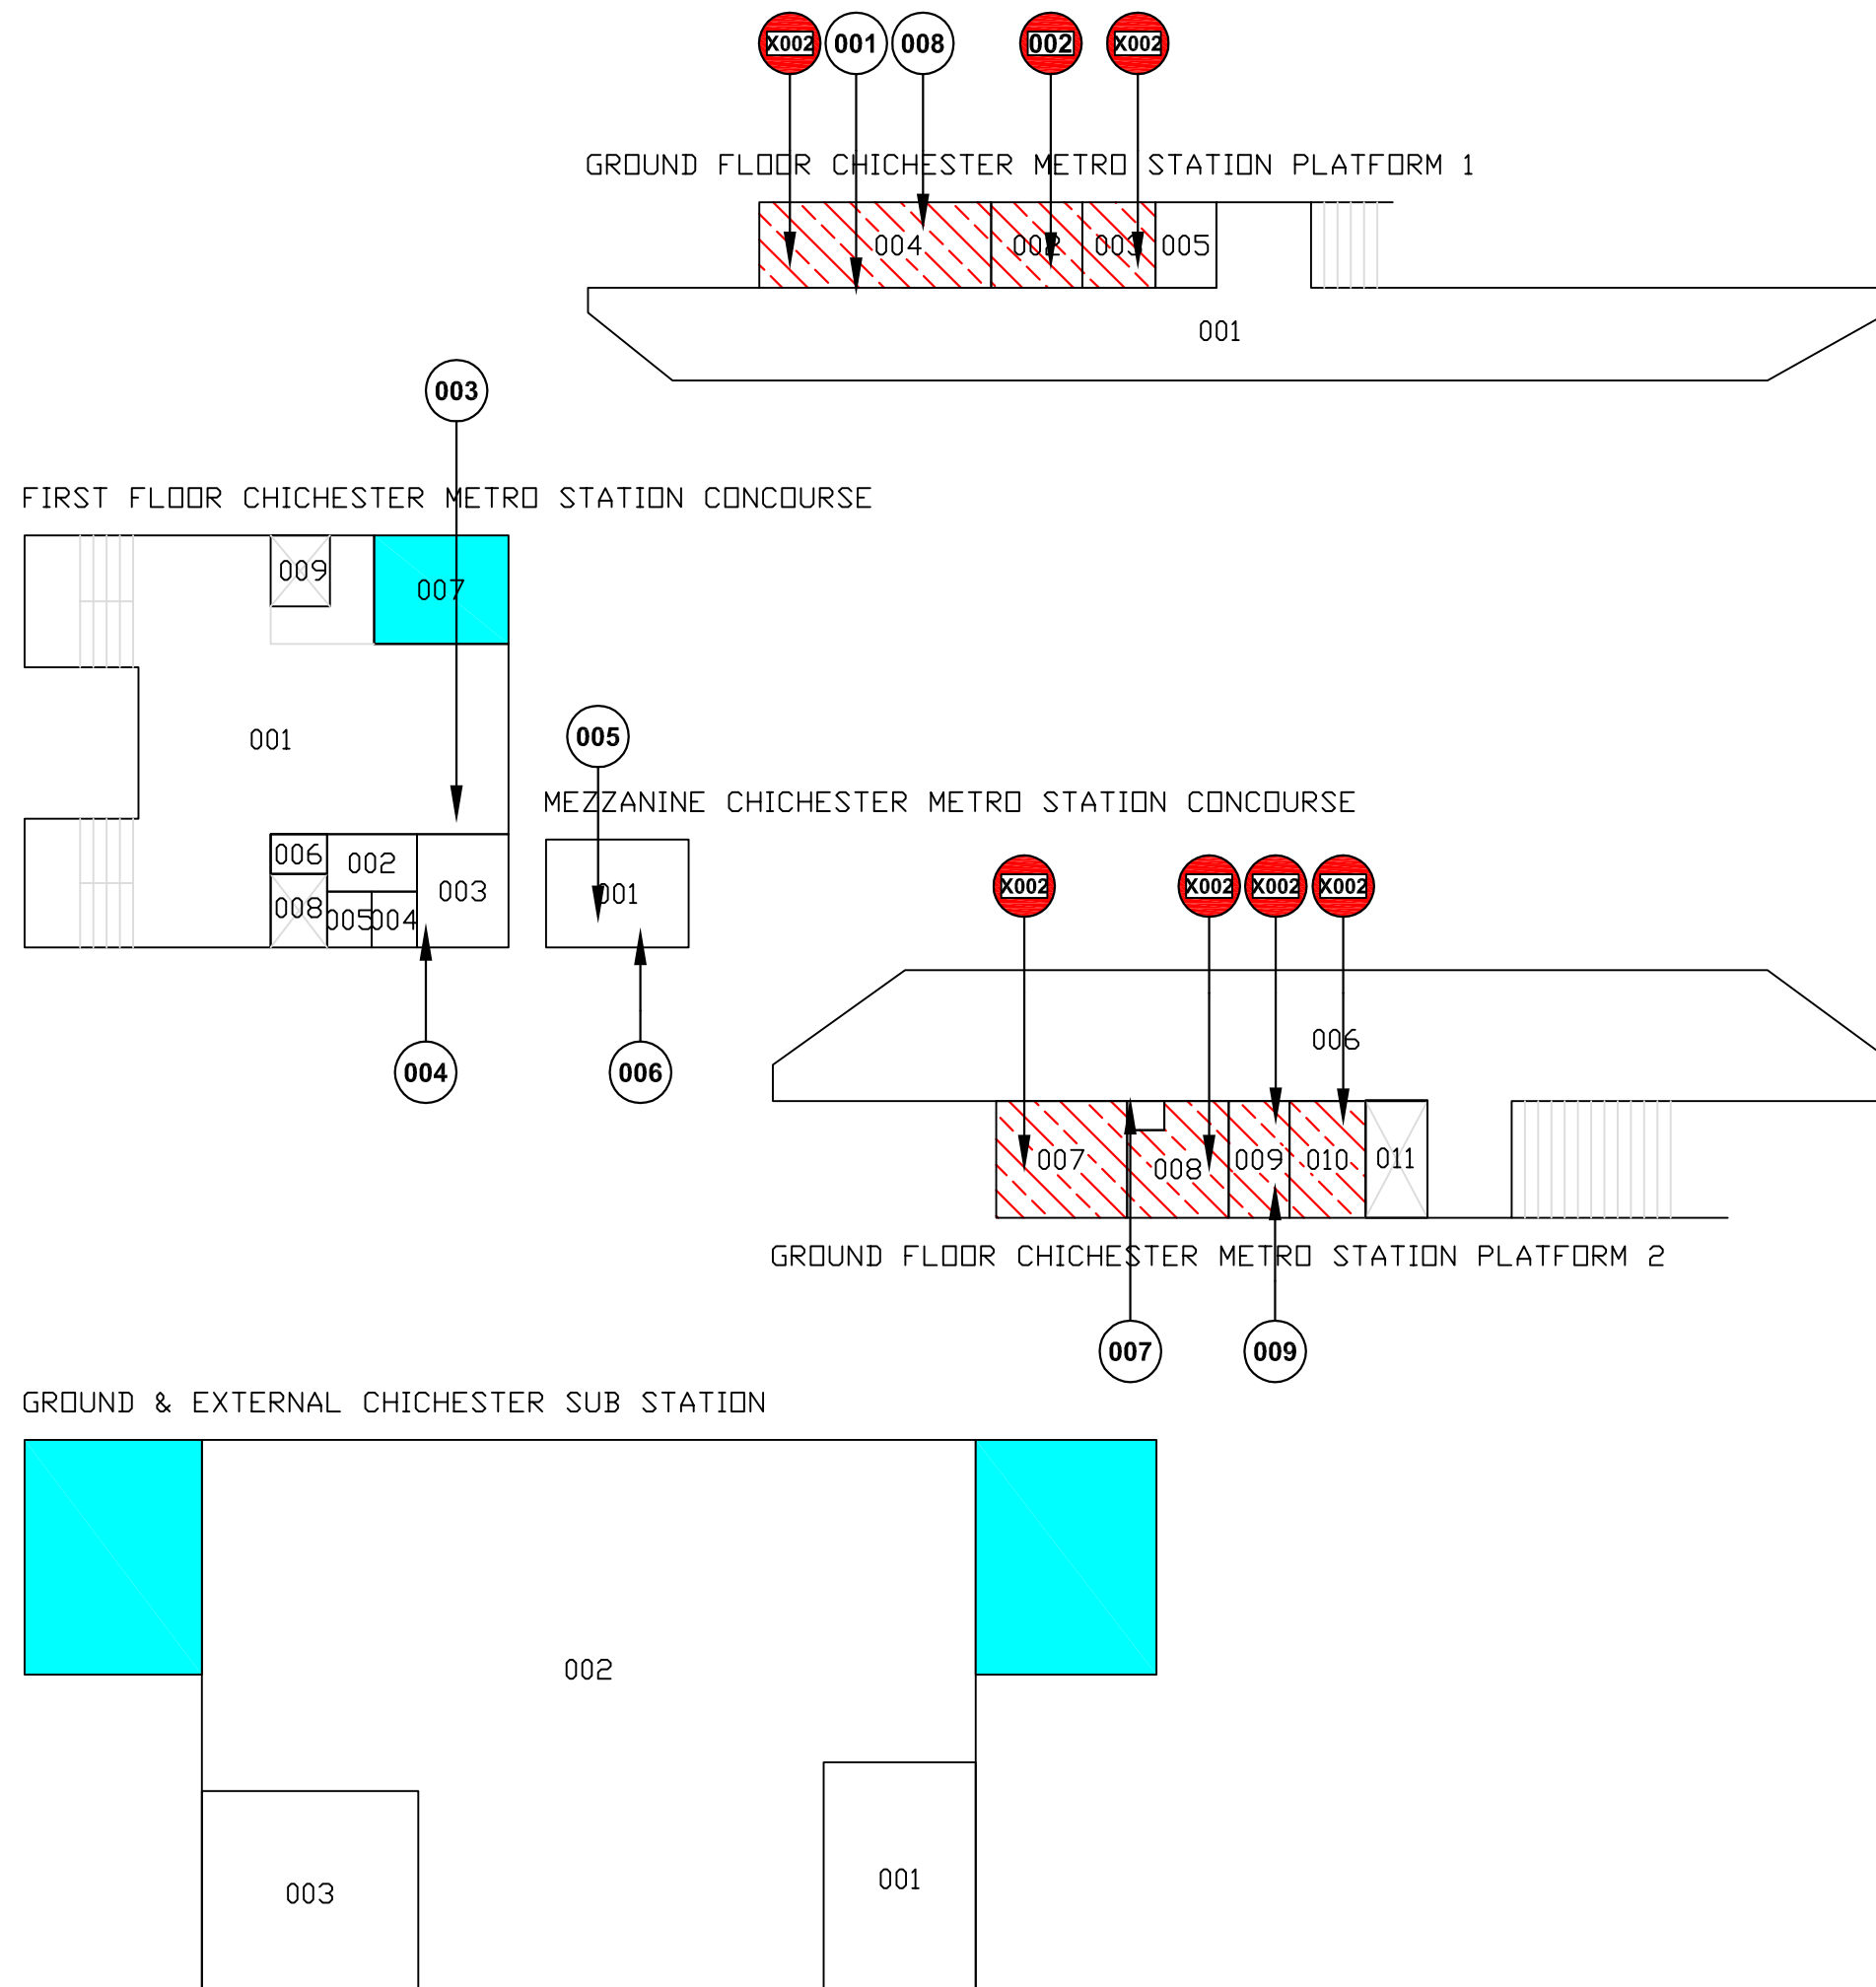 X002 001 008 002 X002
GROUND FLOOR CHICHESTER METRO STATION PLATFORM 1
004 002 003 005
001
003
FIRST FLOOR CHICHESTER METRO STATION CONCOURSE
009
007
001
005
MEZZANINE CHICHESTER METRO STATION CONCOURSE
006 002
003
008 005 004
001
X002 X002 X002 X002
004 006
006
007 008 009 010 011
GROUND FLOOR CHICHESTER METRO STATION PLATFORM 2
007 009
GROUND & EXTERNAL CHICHESTER SUB STATION
002
001
003